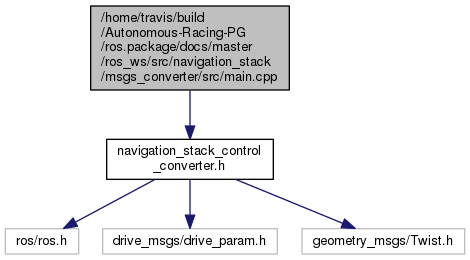 /home/travis/build
/Autonomous-Racing-PG
/ros.package/docs/master
/ros_ws/src/navigation_stack
/msgs_converter/src/main.cpp
navigation_stack_control
_converter.h
ros/ros.h
drive_msgs/drive_param.h
geometry_msgs/Twist.h